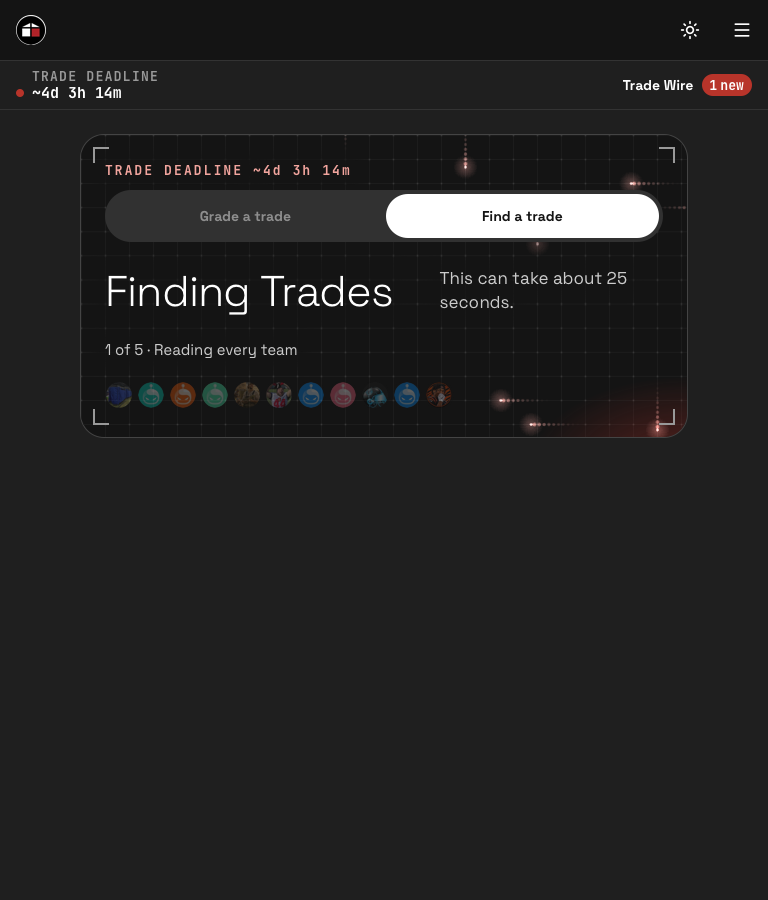 TRADE DEADLINE
~4d 3h 14m
Trade Wire 1 new
TRADE DEADLINE ~4d 3h 14m
Grade a trade
Find a trade
Finding Trades
This can take about 25
seconds.
1 of 5 · Reading every team